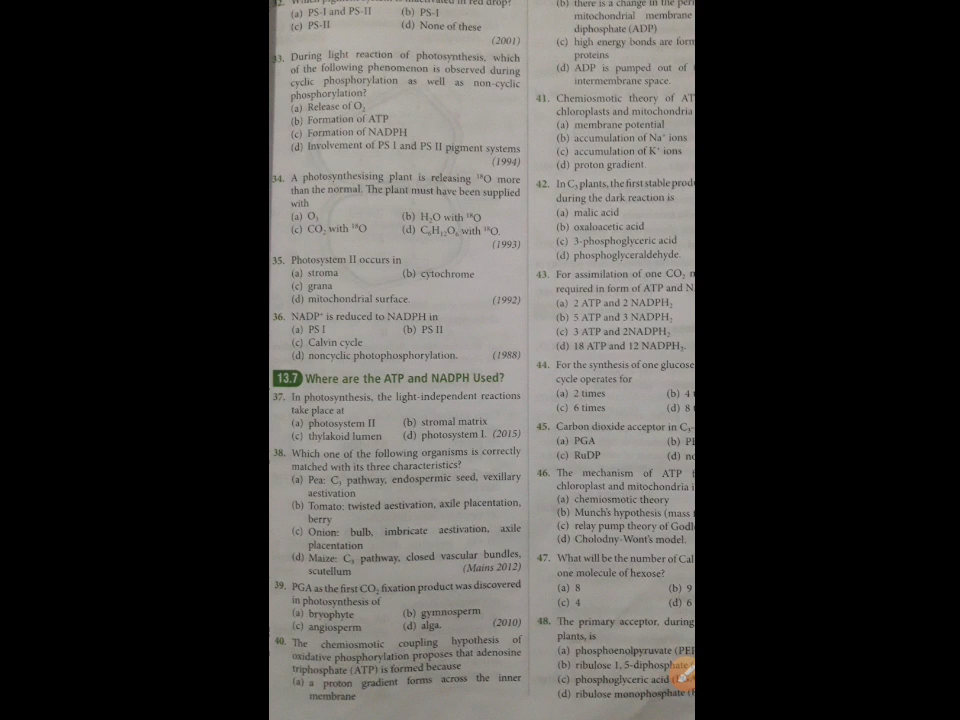 (a) PS-I and PS-II (b) PS-I
(c) PS-II (d) None of these
(2001)
33. During light reaction of photosynthesis, which
of the following phenomenon is observed during
cyclic phosphorylation as well as non-cyclic
phosphorylation?
(a) Release of O₂
(b) Formation of ATP
(c) Formation of NADPH
(d) Involvement of PS I and PS II pigment systems
(1994)
34. A photosynthesising plant is releasing ¹⁸O more
than the normal. The plant must have been supplied
with
(a) O₃ (b) H₂O with ¹⁸O
(c) CO₂ with ¹⁸O (d) C₆H₁₂O₆ with ¹⁸O.
(1993)
35. Photosystem II occurs in
(a) stroma (b) cytochrome
(c) grana
(d) mitochondrial surface. (1992)
36. NADP⁺ is reduced to NADPH in
(a) PS I (b) PS II
(c) Calvin cycle
(d) noncyclic photophosphorylation. (1988)
13.7 Where are the ATP and NADPH Used?
37. In photosynthesis, the light-independent reactions
take place at
(a) photosystem II (b) stromal matrix
(c) thylakoid lumen (d) photosystem I. (2015)
38. Which one of the following organisms is correctly
matched with its three characteristics?
(a) Pea: C₃ pathway, endospermic seed, vexillary
aestivation
(b) Tomato: twisted aestivation, axile placentation,
berry
(c) Onion: bulb, imbricate aestivation, axile
placentation
(d) Maize: C₃ pathway, closed vascular bundles,
scutellum (Mains 2012)
39. PGA as the first CO₂ fixation product was discovered
in photosynthesis of
(a) bryophyte (b) gymnosperm
(c) angiosperm (d) alga. (2010)
40. The chemiosmotic coupling hypothesis of
oxidative phosphorylation proposes that adenosine
triphosphate (ATP) is formed because
(a) a proton gradient forms across the inner
membrane
(b) there is a change in the
mitochondrial membrane
diphosphate (ADP)
(c) high energy bonds are
proteins
(d) ADP is pumped out of
intermembrane space.
41. Chemiosmotic theory of
chloroplasts and mitochondria
(a) membrane potential
(b) accumulation of Na⁺ ions
(c) accumulation of K⁺ ions
(d) proton gradient.
42. In C₃ plants, the first stable
during the dark reaction is
(a) malic acid
(b) oxaloacetic acid
(c) 3-phosphoglyceric acid
(d) phosphoglyceraldehyde.
43. For assimilation of one CO₂
required in form of ATP and
(a) 2 ATP and 2 NADPH₂
(b) 5 ATP and 3 NADPH₂
(c) 3 ATP and 2NADPH₂
(d) 18 ATP and 12 NADPH₂.
44. For the synthesis of one glucose
cycle operates for
(a) 2 times (b) 4
(c) 6 times (d) 8
45. Carbon dioxide acceptor in
(a) PGA (b)
(c) RuDP (d)
46. The mechanism of ATP
chloroplast and mitochondria
(a) chemiosmotic theory
(b) Munch's hypothesis (mass
(c) relay pump theory of
(d) Cholodny-Wont's model.
47. What will be the number of
one molecule of hexose?
(a) 8 (b) 9
(c) 4 (d) 6
48. The primary acceptor, during
plants, is
(a) phosphoenolpyruvate
(b) ribulose 1, 5-diphosphate
(c) phosphoglyceric acid
(d) ribulose monophosphate